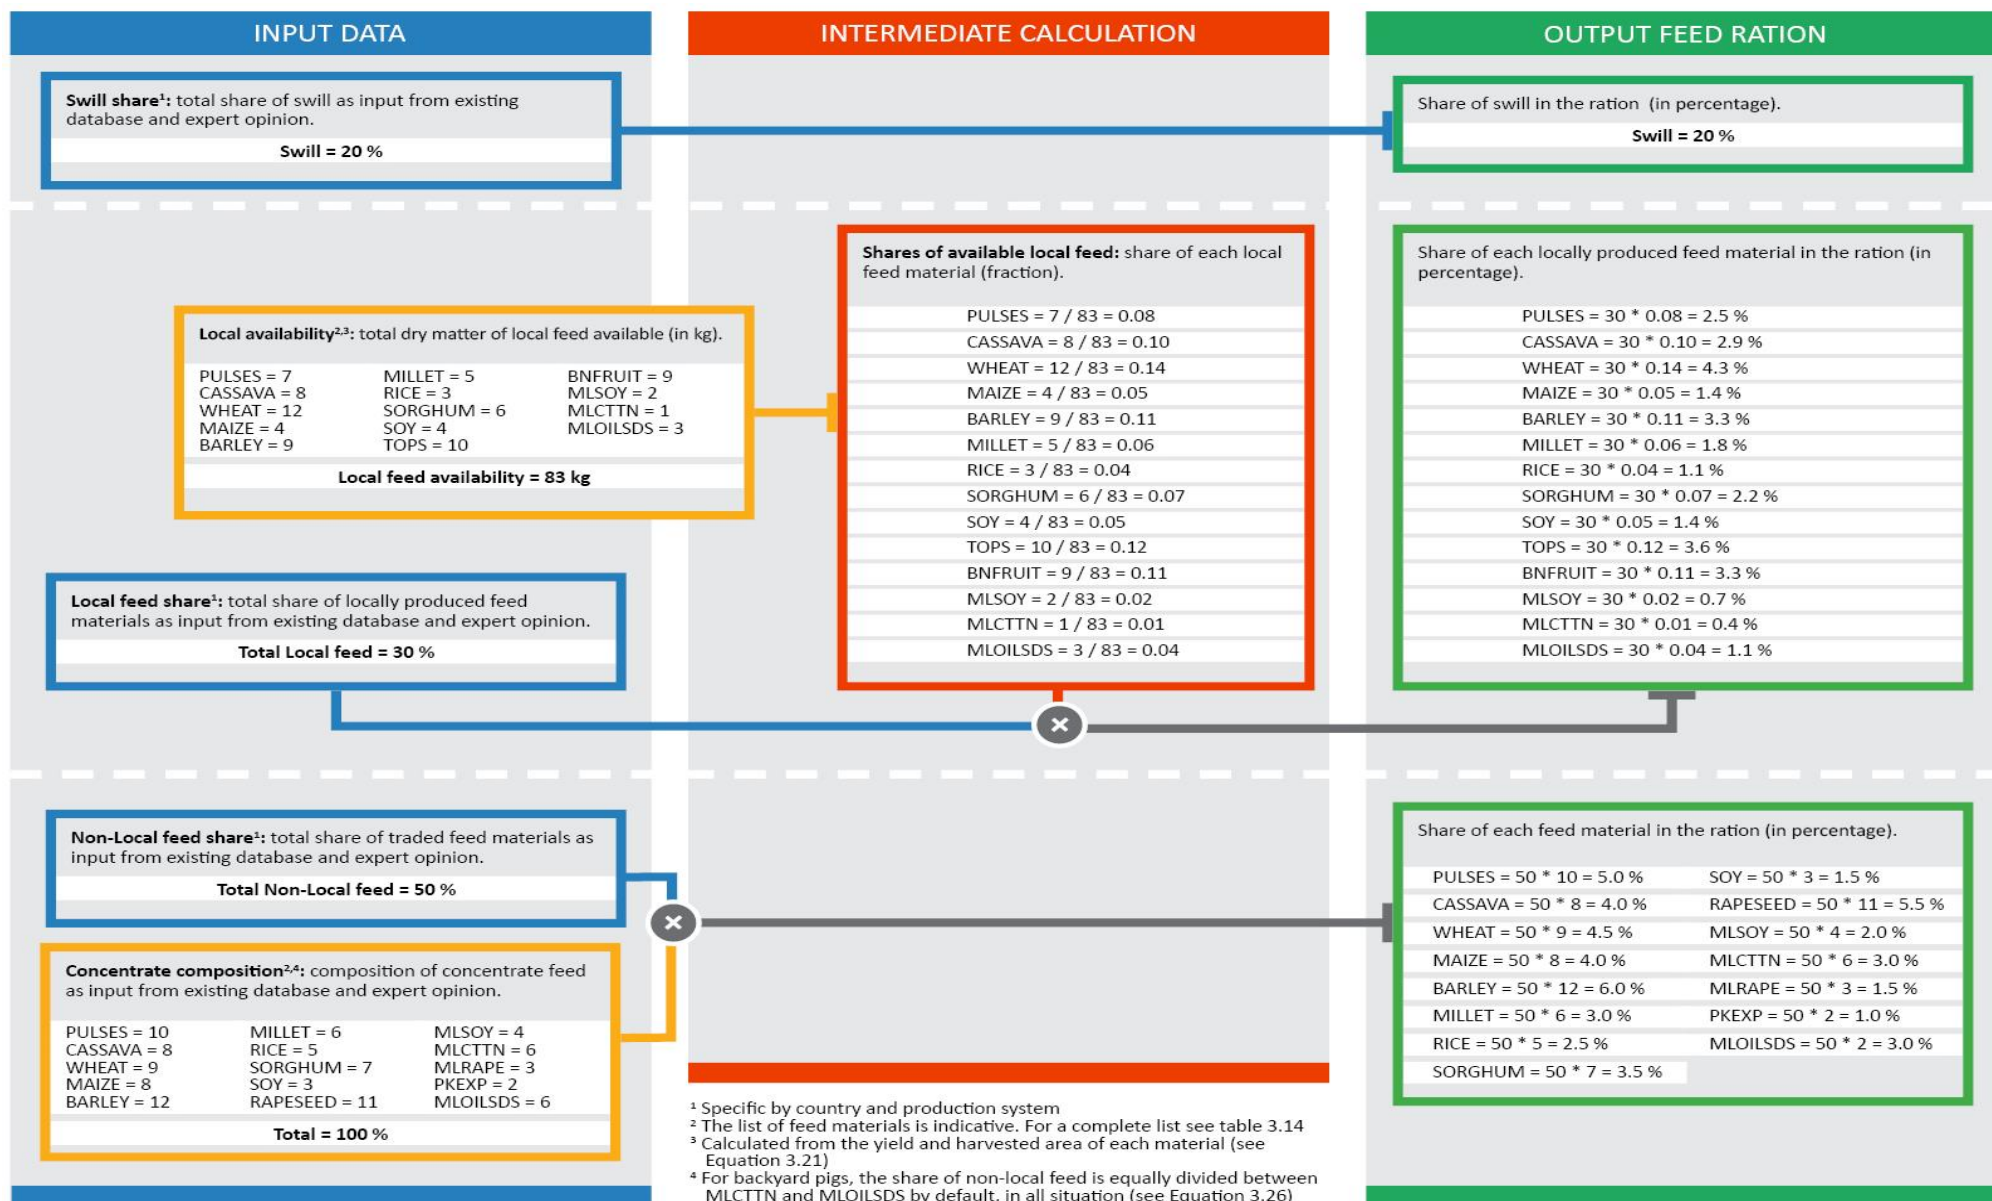 INPUT DATA
Swill share¹: total share of swill as input from existing
database and expert opinion.
Swill = 20 %
Local availability²,³: total dry matter of local feed available (in kg).
PULSES = 7
CASSAVA = 8
WHEAT = 12
MAIZE = 4
BARLEY = 9
MILLET = 5
RICE = 3
SORGHUM = 6
SOY = 4
TOPS = 10
BNFRUIT = 9
MLSOY = 2
MLCTTN = 1
MLOILSDS = 3
Local feed availability = 83 kg
Local feed share¹: total share of locally produced feed
materials as input from existing database and expert opinion.
Total Local feed = 30 %
Non-Local feed share¹: total share of traded feed materials as
input from existing database and expert opinion.
Total Non-Local feed = 50 %
Concentrate composition²,⁴: composition of concentrate feed
as input from existing database and expert opinion.
PULSES = 10
CASSAVA = 8
WHEAT = 9
MAIZE = 8
BARLEY = 12
MILLET = 6
RICE = 5
SORGHUM = 7
SOY = 3
RAPESEED = 11
MLSOY = 4
MLCTTN = 6
MLRAPE = 3
PKEXP = 2
MLOILSDS = 6
Total = 100 %
INTERMEDIATE CALCULATION
Shares of available local feed: share of each local
feed material (fraction).
PULSES = 7 / 83 = 0.08
CASSAVA = 8 / 83 = 0.10
WHEAT = 12 / 83 = 0.14
MAIZE = 4 / 83 = 0.05
BARLEY = 9 / 83 = 0.11
MILLET = 5 / 83 = 0.06
RICE = 3 / 83 = 0.04
SORGHUM = 6 / 83 = 0.07
SOY = 4 / 83 = 0.05
TOPS = 10 / 83 = 0.12
BNFRUIT = 9 / 83 = 0.11
MLSOY = 2 / 83 = 0.02
MLCTTN = 1 / 83 = 0.01
MLOILSDS = 3 / 83 = 0.04
×
×
¹ Specific by country and production system
² The list of feed materials is indicative. For a complete list see table 3.14
³ Calculated from the yield and harvested area of each material (see
Equation 3.21)
⁴ For backyard pigs, the share of non-local feed is equally divided between
MLCTTN and MLOILSDS by default, in all situation (see Equation 3.26)
OUTPUT FEED RATION
Share of swill in the ration (in percentage).
Swill = 20 %
Share of each locally produced feed material in the ration (in
percentage).
PULSES = 30 * 0.08 = 2.5 %
CASSAVA = 30 * 0.10 = 2.9 %
WHEAT = 30 * 0.14 = 4.3 %
MAIZE = 30 * 0.05 = 1.4 %
BARLEY = 30 * 0.11 = 3.3 %
MILLET = 30 * 0.06 = 1.8 %
RICE = 30 * 0.04 = 1.1 %
SORGHUM = 30 * 0.07 = 2.2 %
SOY = 30 * 0.05 = 1.4 %
TOPS = 30 * 0.12 = 3.6 %
BNFRUIT = 30 * 0.11 = 3.3 %
MLSOY = 30 * 0.02 = 0.7 %
MLCTTN = 30 * 0.01 = 0.4 %
MLOILSDS = 30 * 0.04 = 1.1 %
Share of each feed material in the ration (in percentage).
PULSES = 50 * 10 = 5.0 %
CASSAVA = 50 * 8 = 4.0 %
WHEAT = 50 * 9 = 4.5 %
MAIZE = 50 * 8 = 4.0 %
BARLEY = 50 * 12 = 6.0 %
MILLET = 50 * 6 = 3.0 %
RICE = 50 * 5 = 2.5 %
SORGHUM = 50 * 7 = 3.5 %
SOY = 50 * 3 = 1.5 %
RAPESEED = 50 * 11 = 5.5 %
MLSOY = 50 * 4 = 2.0 %
MLCTTN = 50 * 6 = 3.0 %
MLRAPE = 50 * 3 = 1.5 %
PKEXP = 50 * 2 = 1.0 %
MLOILSDS = 50 * 2 = 3.0 %